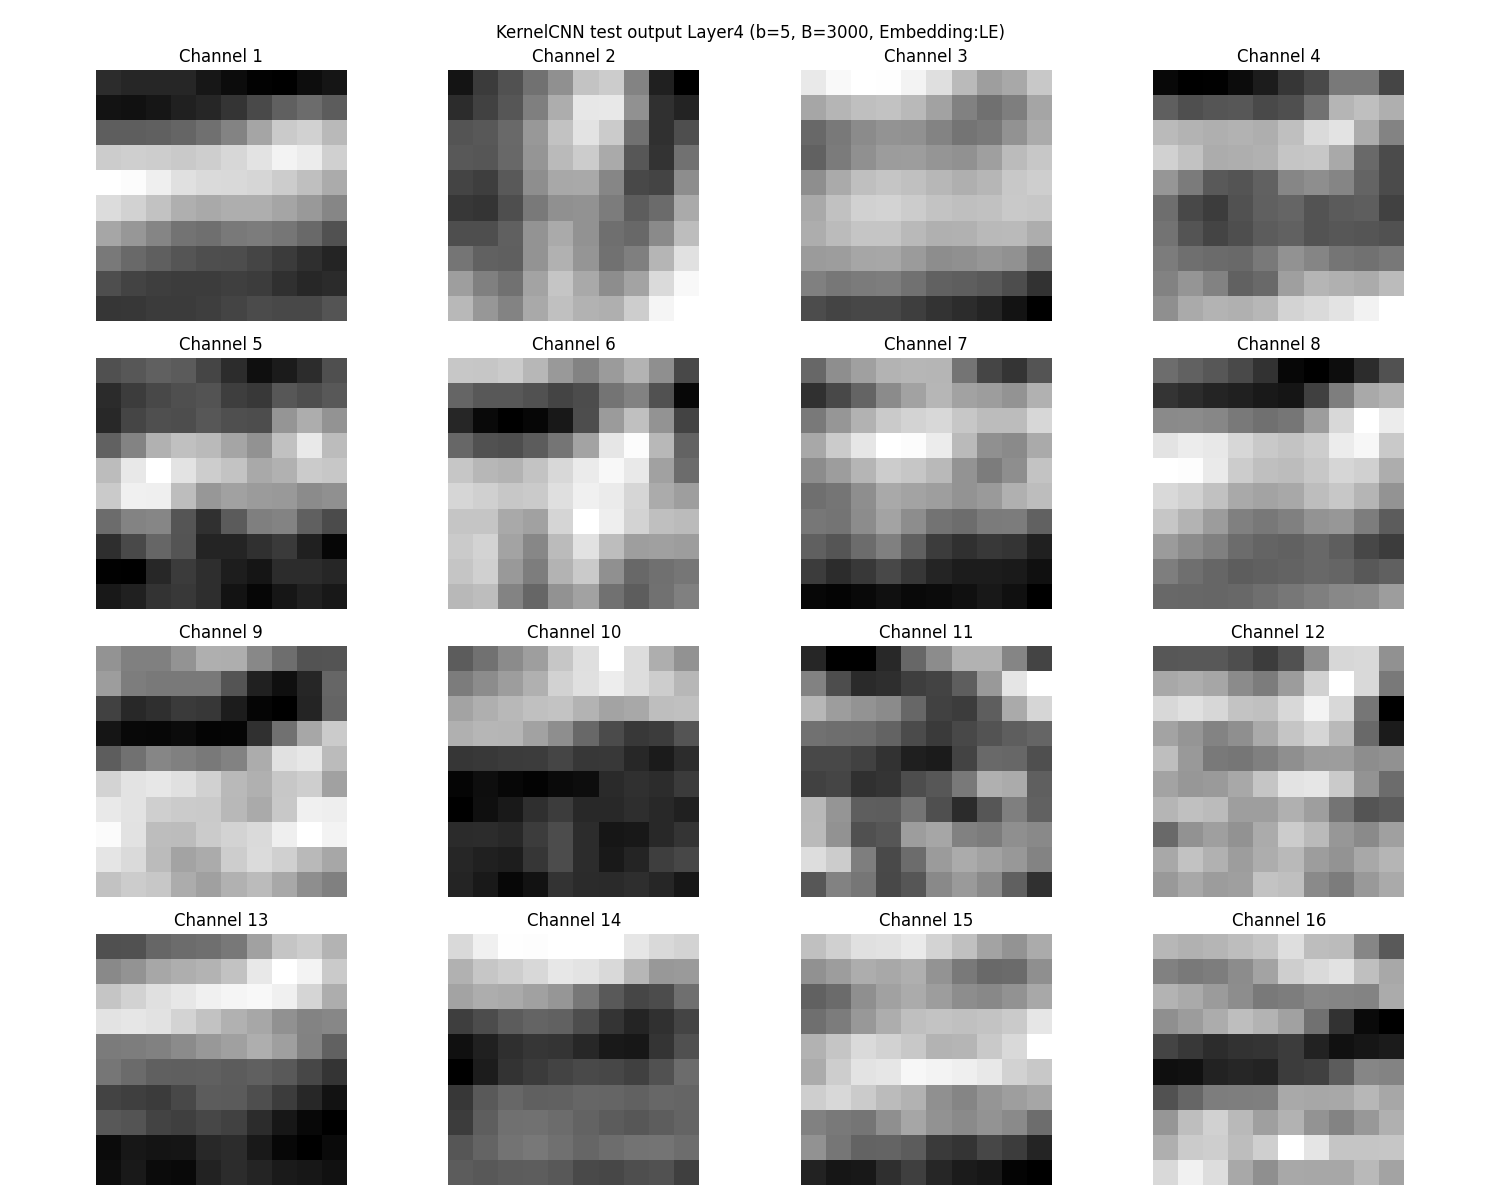 KernelCNN test output Layer4 (b=5, B=3000, Embedding:LE)
Channel 1
Channel 2
Channel 3
Channel 4
Channel 5
Channel 6
Channel 7
Channel 8
Channel 9
Channel 10
Channel 11
Channel 12
Channel 13
Channel 14
Channel 15
Channel 16